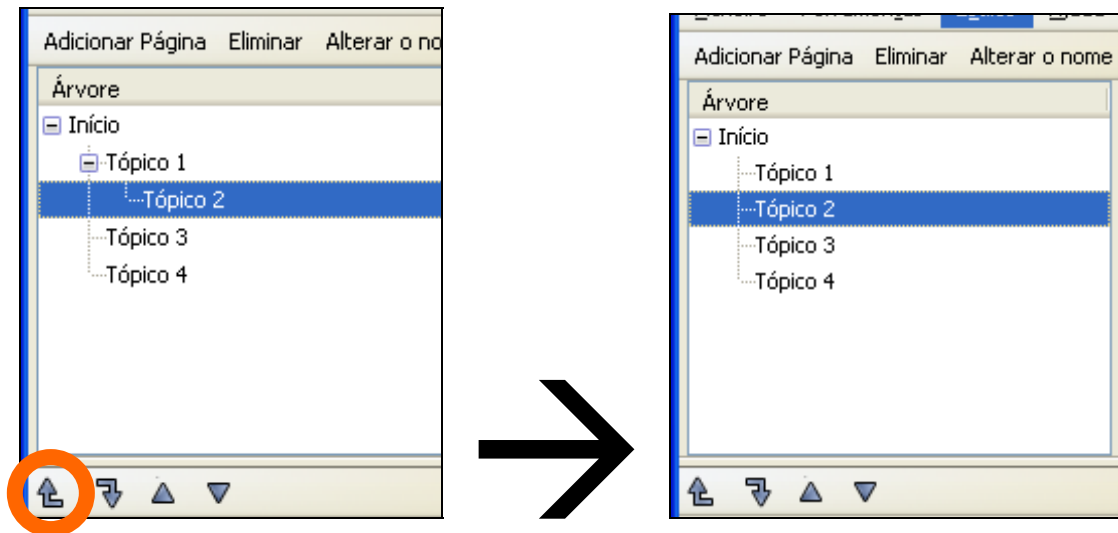 Adicionar Página Eliminar Alterar o no
Árvore
Início
Tópico 1
Tópico 2
Tópico 3
Tópico 4
Adicionar Página Eliminar Alterar o nome
Árvore
Início
Tópico 1
Tópico 2
Tópico 3
Tópico 4